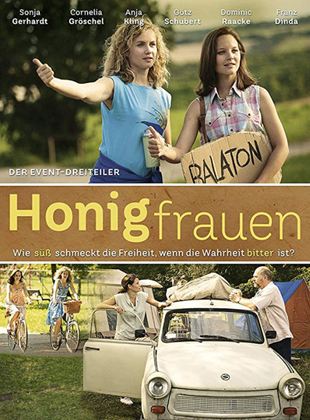 Sonja Gerhardt
Cornelia Gröschel
Anja Kling
Götz Schubert
Dominic Raacke
Franz Dinda
BALATON
DER EVENT-DREITEILER
Honigfrauen
Wie süß schmeckt die Freiheit, wenn die Wahrheit bitter ist?